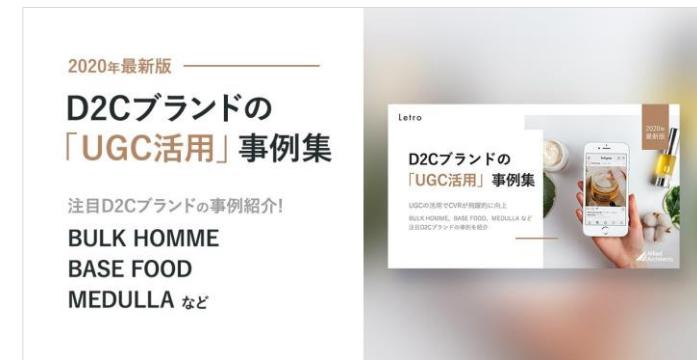 2020年最新版
D2Cブランドの
「UGC活用」事例集
注目D2Cブランドの事例紹介！
BULK HOMME
BASE FOOD
MEDULLA など
Letro
2020年
最新版
D2Cブランドの
「UGC活用」事例集
UGCの活用でCVRが飛躍的に向上
BULK HOMME、BASE FOOD、MEDULLA など
注目D2Cブランドの事例を紹介
Allied
Architects